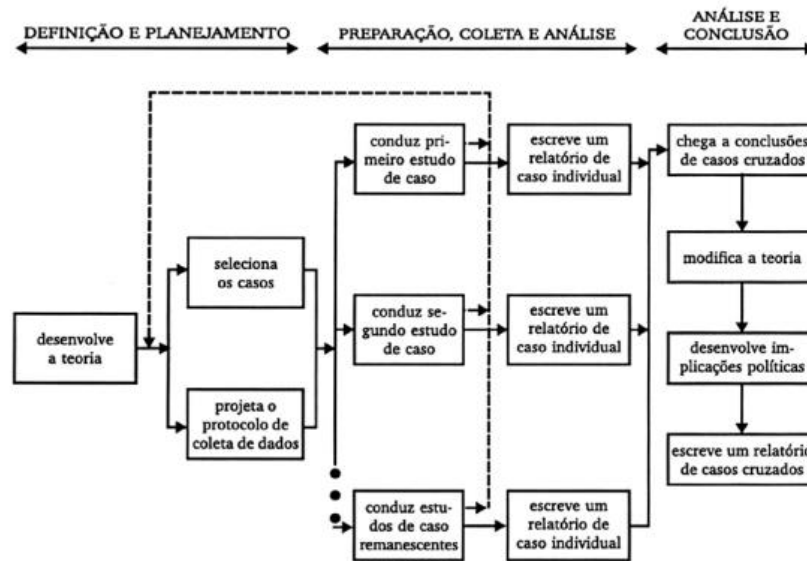 DEFINIÇÃO E PLANEJAMENTO
PREPARAÇÃO, COLETA E ANÁLISE
ANÁLISE E
CONCLUSÃO
desenvolve
a teoria
seleciona
os casos
projeta o
protocolo de
coleta de dados
conduz pri-
meiro estudo
de caso
escreve um
relatório de
caso individual
conduz se-
gundo estudo
de caso
escreve um
relatório de
caso individual
conduz estu-
dos de caso
remanescentes
escreve um
relatório de
caso individual
chega a conclusões
de casos cruzados
modifica a teoria
desenvolve im-
plicações políticas
escreve um relatório
de casos cruzados